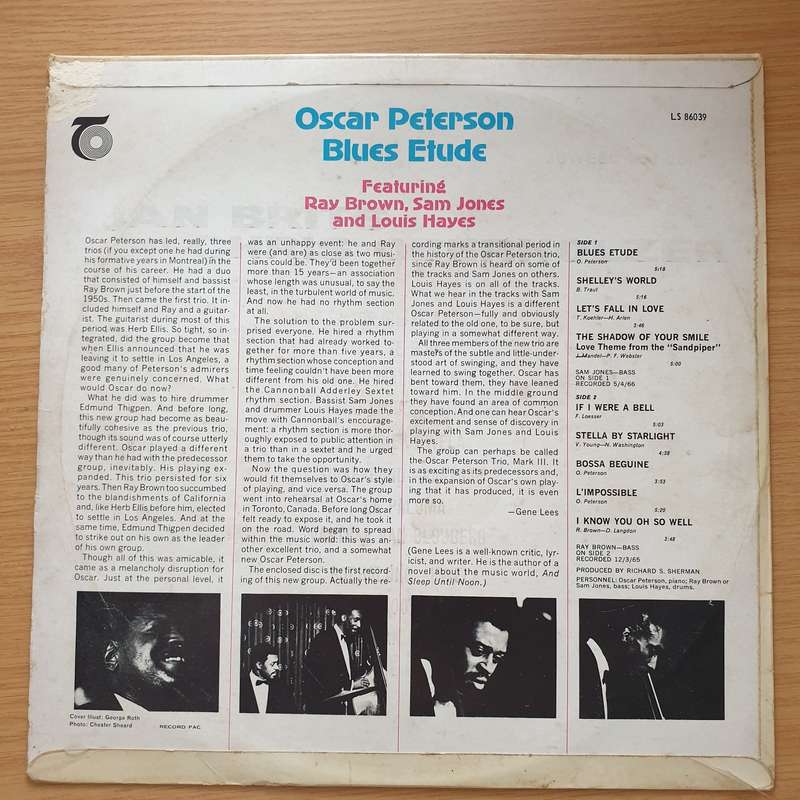 LS 86039
Oscar Peterson
Blues Etude
Featuring
Ray Brown, Sam Jones
and Louis Hayes
Oscar Peterson has led, really, three
trios (if you except one he had during
his formative years in Montreal) in the
course of his career. He had a duo
that consisted of himself and bassist
Ray Brown just before the start of the
1950s. Then came the first trio. It in-
cluded himself and Ray and a guitar-
ist. The guitarist during most of this
period was Herb Ellis. So tight, so in-
tegrated, did the group become that
when Ellis announced that he was
leaving it to settle in Los Angeles, a
good many of Peterson's admirers
were genuinely concerned. What
would Oscar do now?
What he did was to hire drummer
Edmund Thigpen. And before long,
this new group had become as beau-
tifully cohesive as the previous trio,
though its sound was of course utterly
different. Oscar played a different
way than he had with the predecessor
group, inevitably. His playing ex-
panded. This trio persisted for six
years. Then Ray Brown too succumbed
to the blandishments of California
and, like Herb Ellis before him, elected
to settle in Los Angeles. And at the
same time, Edmund Thigpen decided
to strike out on his own as the leader
of his own group.
Though all of this was amicable, it
came as a melancholy disruption for
Oscar. Just at the personal level, it
was an unhappy event: he and Ray
were (and are) as close as two musi-
cians could be. They'd been together
more than 15 years—an association
whose length was unusual, to say the
least, in the turbulent world of music.
And now he had no rhythm section
at all.
The solution to the problem sur-
prised everyone. He hired a rhythm
section that had already worked to-
gether for more than five years, a
rhythm section whose conception and
time feeling couldn't have been more
different from his old one. He hired
the Cannonball Adderley Sextet
rhythm section. Bassist Sam Jones
and drummer Louis Hayes made the
move with Cannonball's encourage-
ment: a rhythm section is more thor-
oughly exposed to public attention in
a trio than in a sextet and he urged
them to take the opportunity.
Now the question was how they
would fit themselves to Oscar's style
of playing, and vice versa. The group
went into rehearsal at Oscar's home
in Toronto, Canada. Before long Oscar
felt ready to expose it, and he took it
on the road. Word began to spread
within the music world: this was an-
other excellent trio, and a somewhat
new Oscar Peterson.
The enclosed disc is the first record-
ing of this new group. Actually the re-
cording marks a transitional period in
the history of the Oscar Peterson trio,
since Ray Brown is heard on some of
the tracks and Sam Jones on others.
Louis Hayes is on all of the tracks.
What we hear in the tracks with Sam
Jones and Louis Hayes is a different
Oscar Peterson—fully and obviously
related to the old one, to be sure, but
playing in a somewhat different way.
All three members of the new trio are
masters of the subtle and little-under-
stood art of swinging, and they have
learned to swing together. Oscar has
bent toward them, they have leaned
toward him. In the middle ground
they have found an area of common
conception. And one can hear Oscar's
excitement and sense of discovery in
playing with Sam Jones and Louis
Hayes.
The group can perhaps be called
the Oscar Peterson Trio, Mark III. It
is as exciting as its predecessors and,
in the expansion of Oscar's own play-
ing that it has produced, it is even
more so.
—Gene Lees
(Gene Lees is a well-known critic, lyr-
icist, and writer. He is the author of a
novel about the music world, And
Sleep Until Noon.)
SIDE 1
BLUES ETUDE
O. Peterson
5:18
SHELLEY'S WORLD
B. Traul
5:16
LET'S FALL IN LOVE
T. Koehler—H. Arlen
3:46
THE SHADOW OF YOUR SMILE
Love Theme from the "Sandpiper"
J. Mandel—P. F. Webster
5:00
SAM JONES—BASS
ON SIDE 1
RECORDED 5/4/66
SIDE 2
IF I WERE A BELL
F. Loesser
5:03
STELLA BY STARLIGHT
V. Young—N. Washington
4:38
BOSSA BEGUINE
O. Peterson
3:53
L'IMPOSSIBLE
O. Peterson
5:20
I KNOW YOU OH SO WELL
R. Brown—D. Langdon
3:48
RAY BROWN—BASS
ON SIDE 2
RECORDED 12/3/65
PRODUCED BY RICHARD S. SHERMAN
PERSONNEL: Oscar Peterson, piano; Ray Brown or
Sam Jones, bass; Louis Hayes, drums.
Cover Illust: George Roth
Photo: Chester Sheard
RECORD PAC.